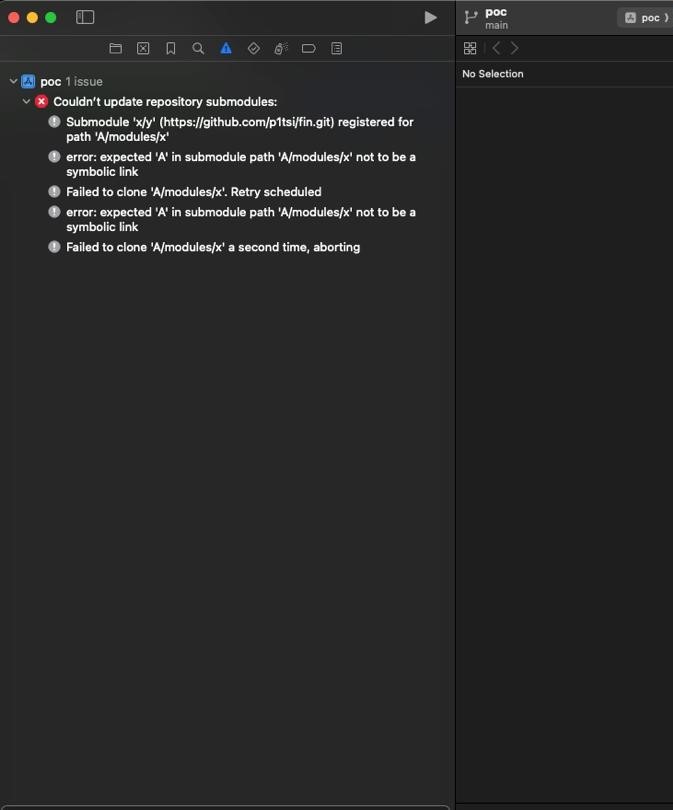 poc
main
poc
poc 1 issue
Couldn't update repository submodules:
Submodule 'x/y' (https://github.com/p1tsi/fin.git) registered for
path 'A/modules/x'
error: expected 'A' in submodule path 'A/modules/x' not to be a
symbolic link
Failed to clone 'A/modules/x'. Retry scheduled
error: expected 'A' in submodule path 'A/modules/x' not to be a
symbolic link
Failed to clone 'A/modules/x' a second time, aborting
No Selection